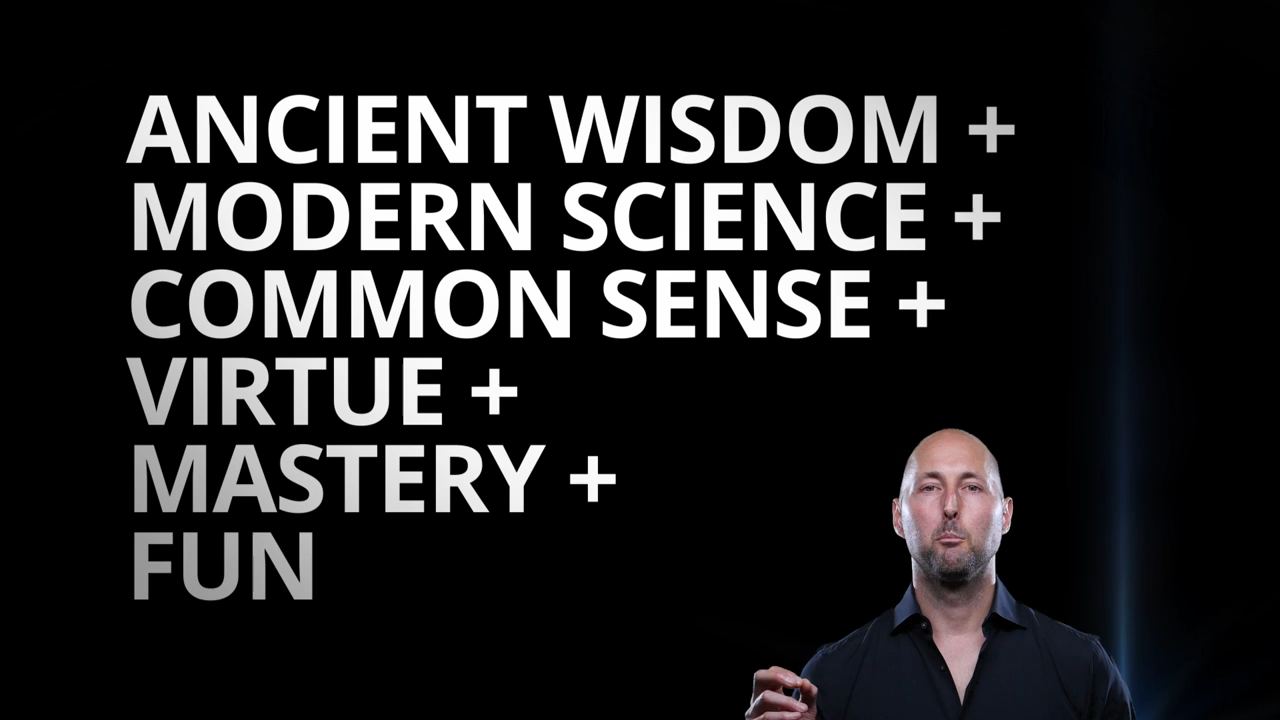 ANCIENT WISDOM +
MODERN SCIENCE +
COMMON SENSE +
VIRTUE +
MASTERY +
FUN